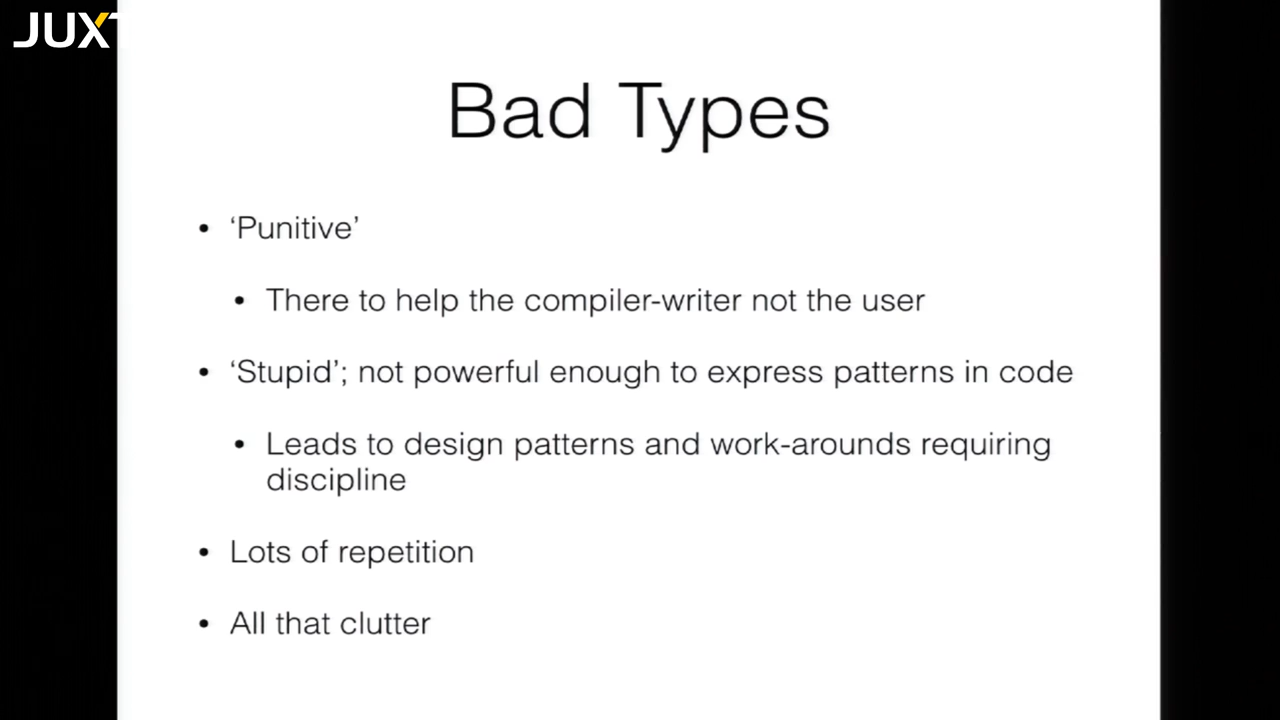 JUX
Bad Types
• ‘Punitive’
• There to help the compiler-writer not the user
• ‘Stupid’; not powerful enough to express patterns in code
• Leads to design patterns and work-arounds requiring
discipline
• Lots of repetition
• All that clutter